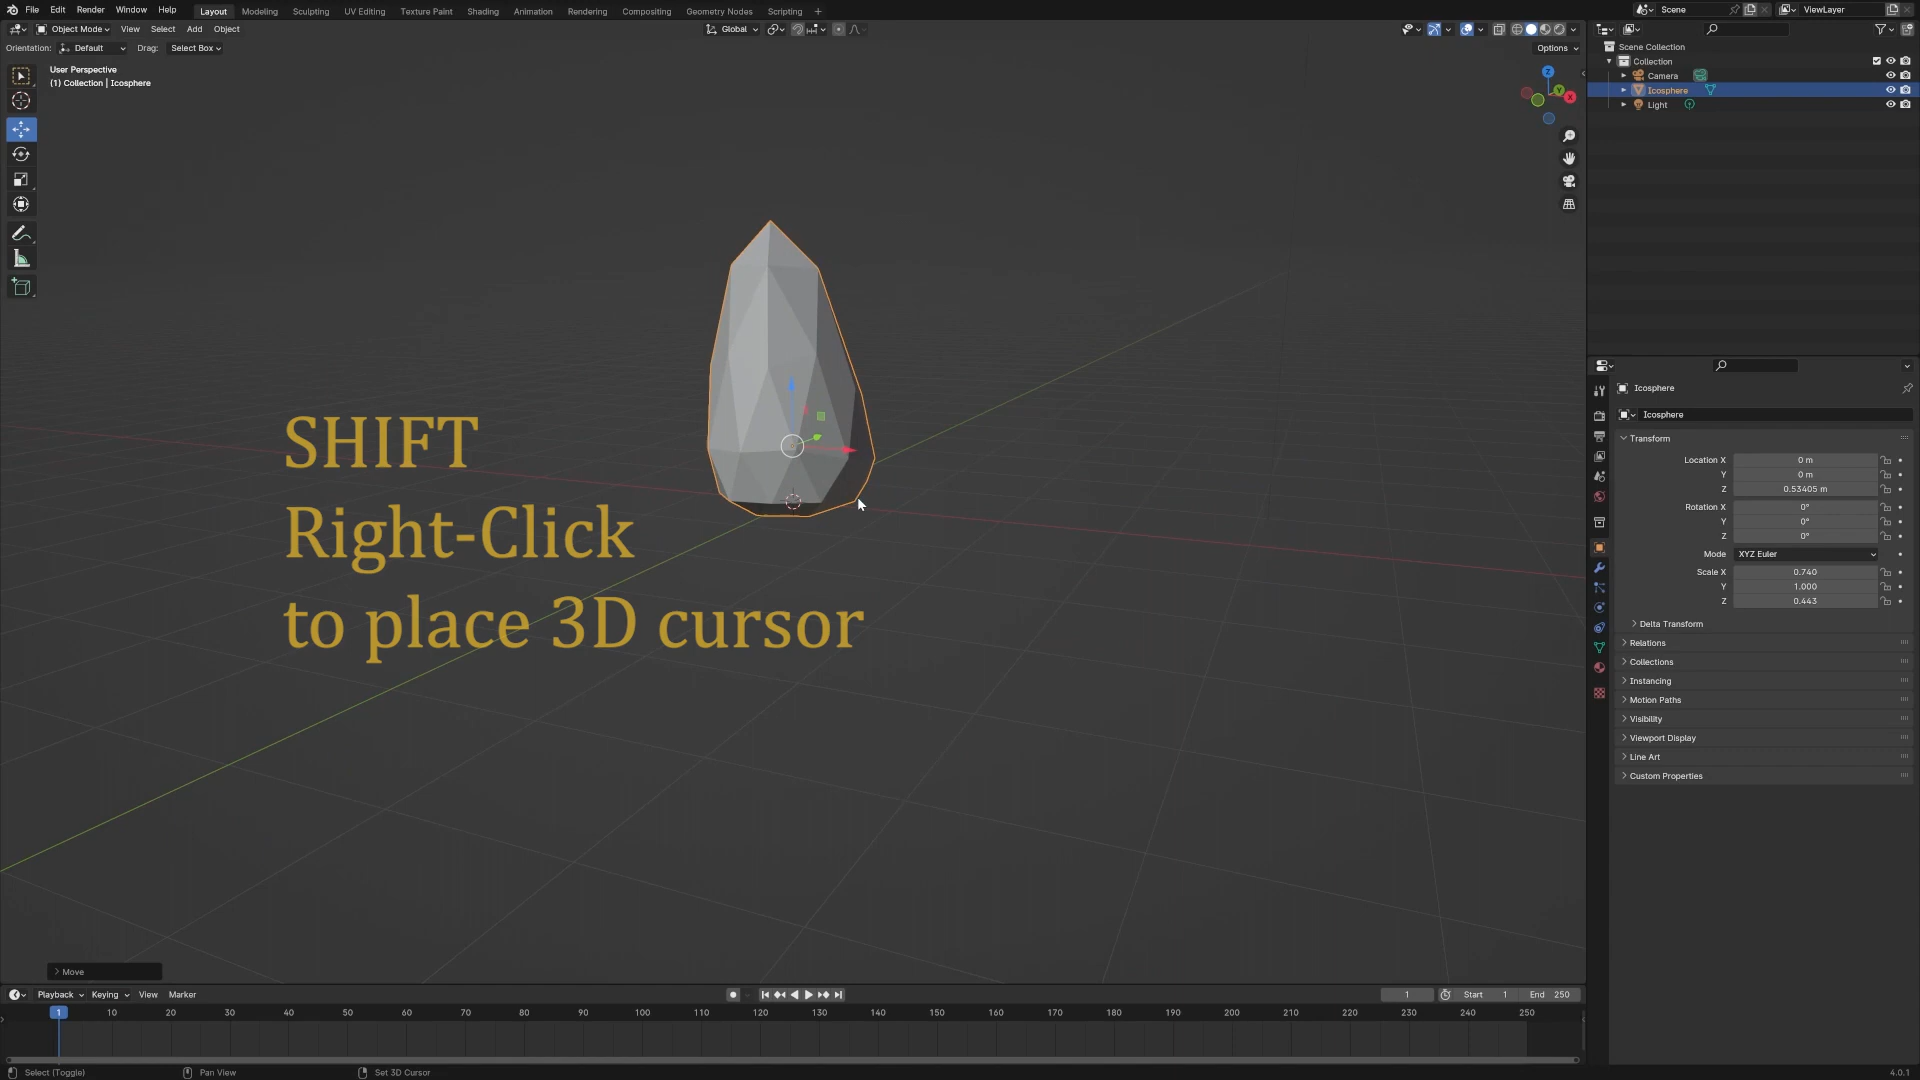 File Edit Render Window Help Layout Modeling Sculpting UV Editing Texture Paint Shading Animation Rendering Compositing Geometry Nodes Scripting + Scene ViewLayer
Object Mode View Select Add Object Global
Orientation: Default Drag: Select Box Options
User Perspective
(1) Collection | Icosphere
Z
Y
X
SHIFT
Right-Click
to place 3D cursor
Move
Scene Collection
Collection
Camera
Icosphere
Light
Icosphere
Icosphere
Transform
Location X 0 m
Y 0 m
Z 0.53405 m
Rotation X 0°
Y 0°
Z 0°
Mode XYZ Euler
Scale X 0.740
Y 1.000
Z 0.443
Delta Transform
Relations
Collections
Instancing
Motion Paths
Visibility
Viewport Display
Line Art
Custom Properties
Playback Keying View Marker 1 Start 1 End 250
1 10 20 30 40 50 60 70 80 90 100 110 120 130 140 150 160 170 180 190 200 210 220 230 240 250
Select (Toggle) Pan View Set 3D Cursor 4.0.1